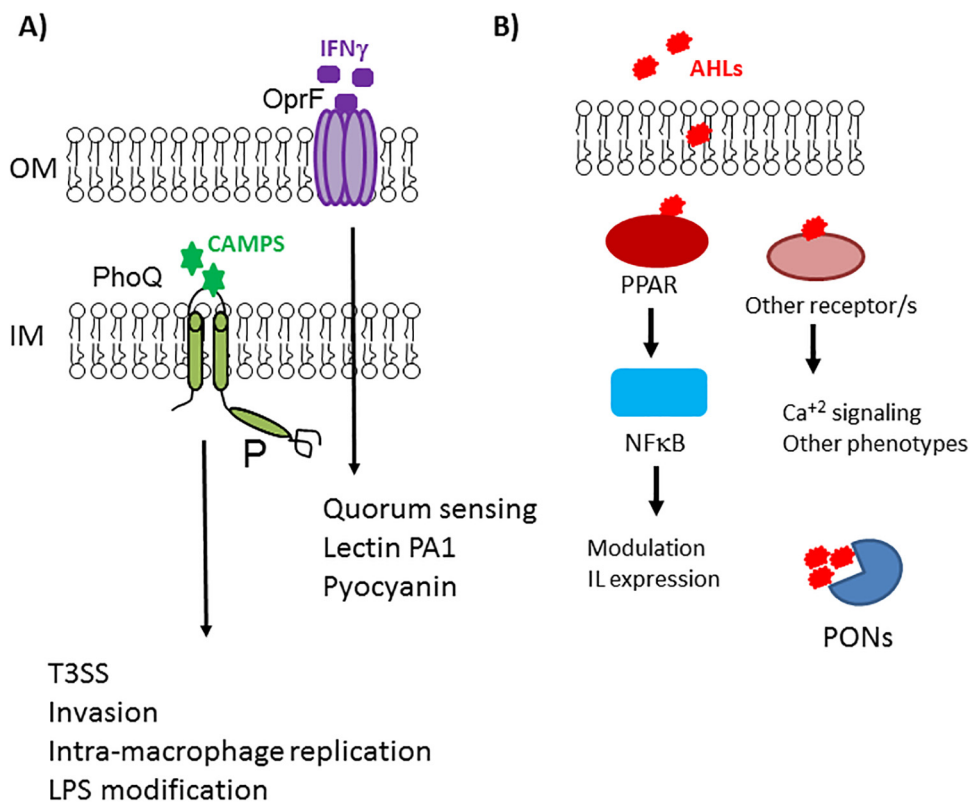 A)
IFNγ
OprF
OM
CAMPS
PhoQ
IM
P
Quorum sensing
Lectin PA1
Pyocyanin
T3SS
Invasion
Intra-macrophage replication
LPS modification
B)
AHLs
PPAR
Other receptor/s
NFκB
Ca⁺² signaling
Other phenotypes
Modulation
IL expression
PONs